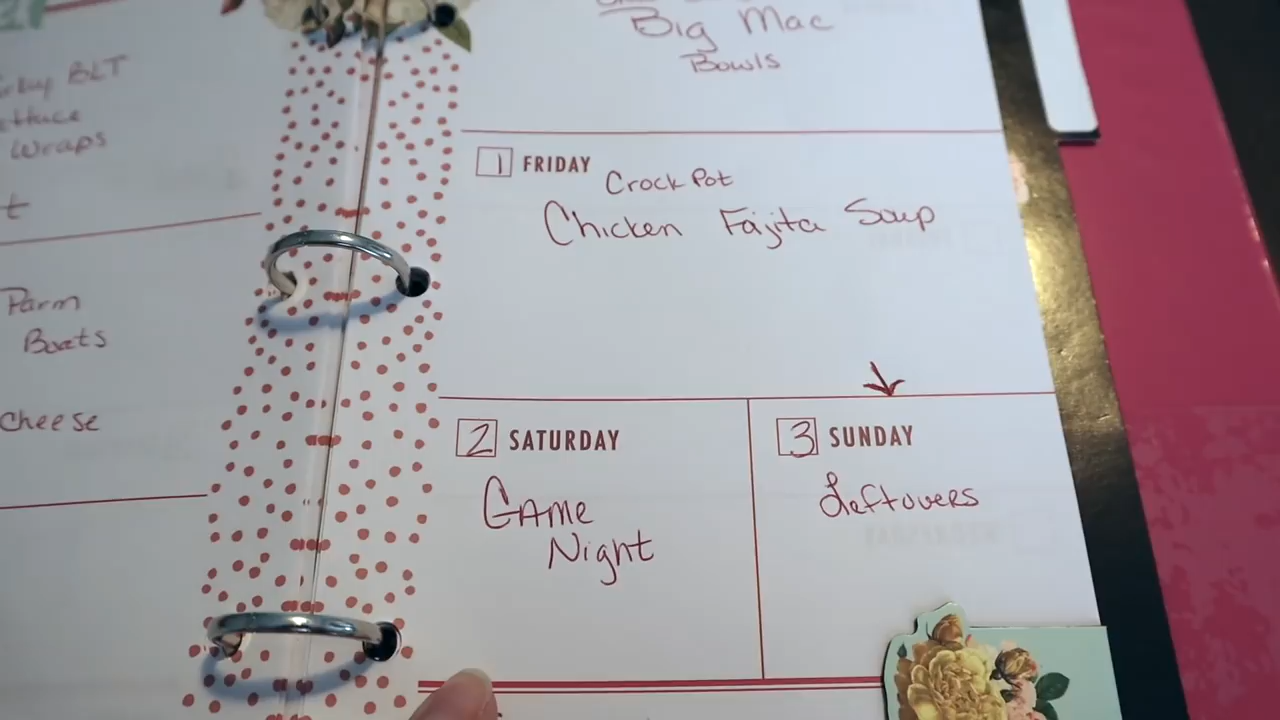 BLT
Wraps
Parm
Boats
Cheese
Big Mac
Bowls
1 FRIDAY
Crock Pot
Chicken Fajita Soup
2 SATURDAY
Game
Night
3 SUNDAY
Leftovers